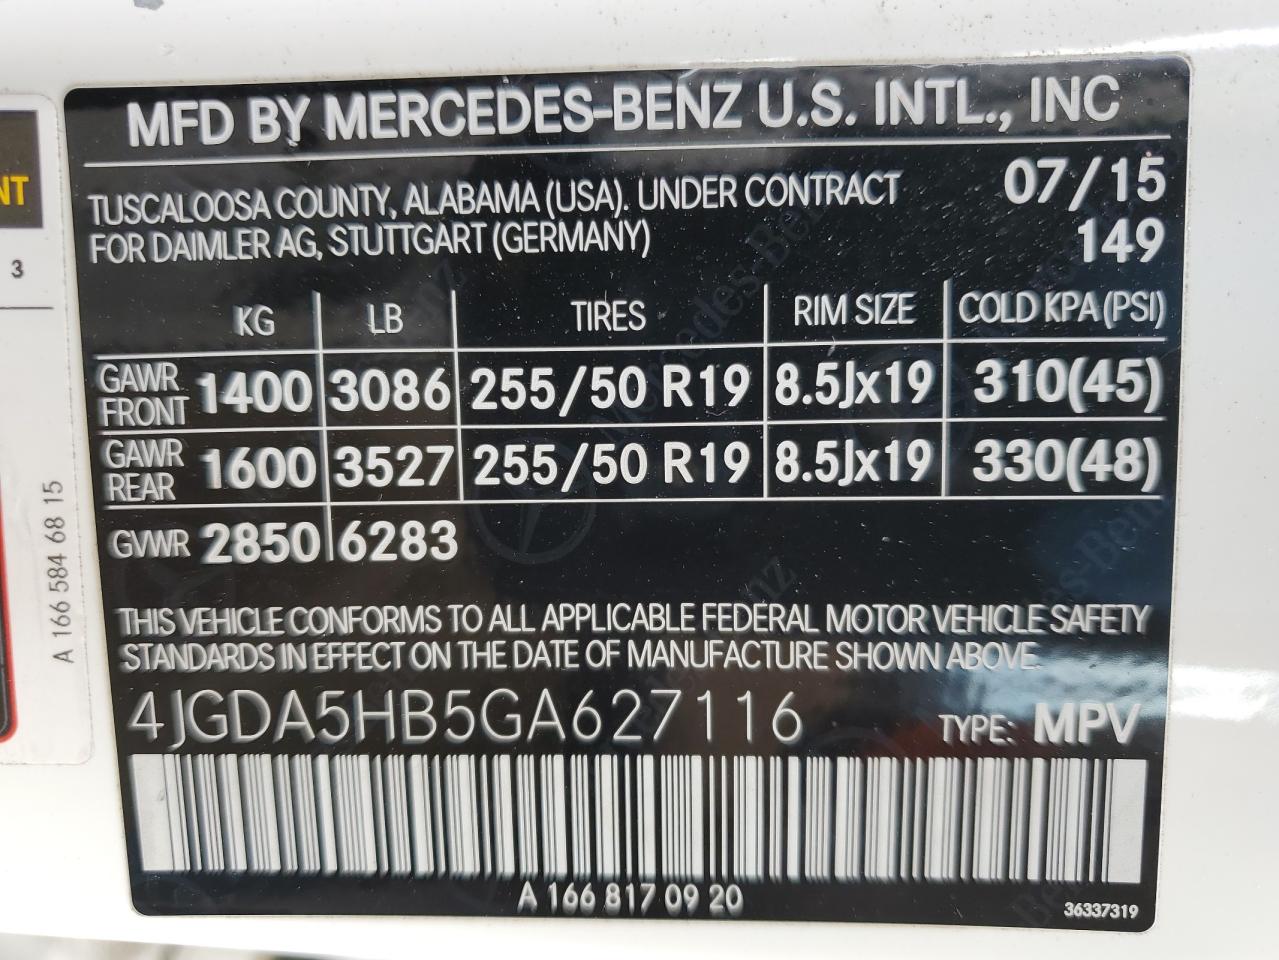 MFD BY MERCEDES-BENZ U.S. INTL., INC
TUSCALOOSA COUNTY, ALABAMA (USA). UNDER CONTRACT
FOR DAIMLER AG, STUTTGART (GERMANY)
07/15
149
KG LB TIRES RIM SIZE COLD KPA (PSI)
GAWR FRONT 1400 3086 255/50 R19 8.5Jx19 310(45)
GAWR REAR 1600 3527 255/50 R19 8.5Jx19 330(48)
GVWR 2850 6283
THIS VEHICLE CONFORMS TO ALL APPLICABLE FEDERAL MOTOR VEHICLE SAFETY
STANDARDS IN EFFECT ON THE DATE OF MANUFACTURE SHOWN ABOVE.
4JGDA5HB5GA627116 TYPE: MPV
A 166 817 09 20
36337319
NT
3
A 166 584 68 15
Mercedes-Benz